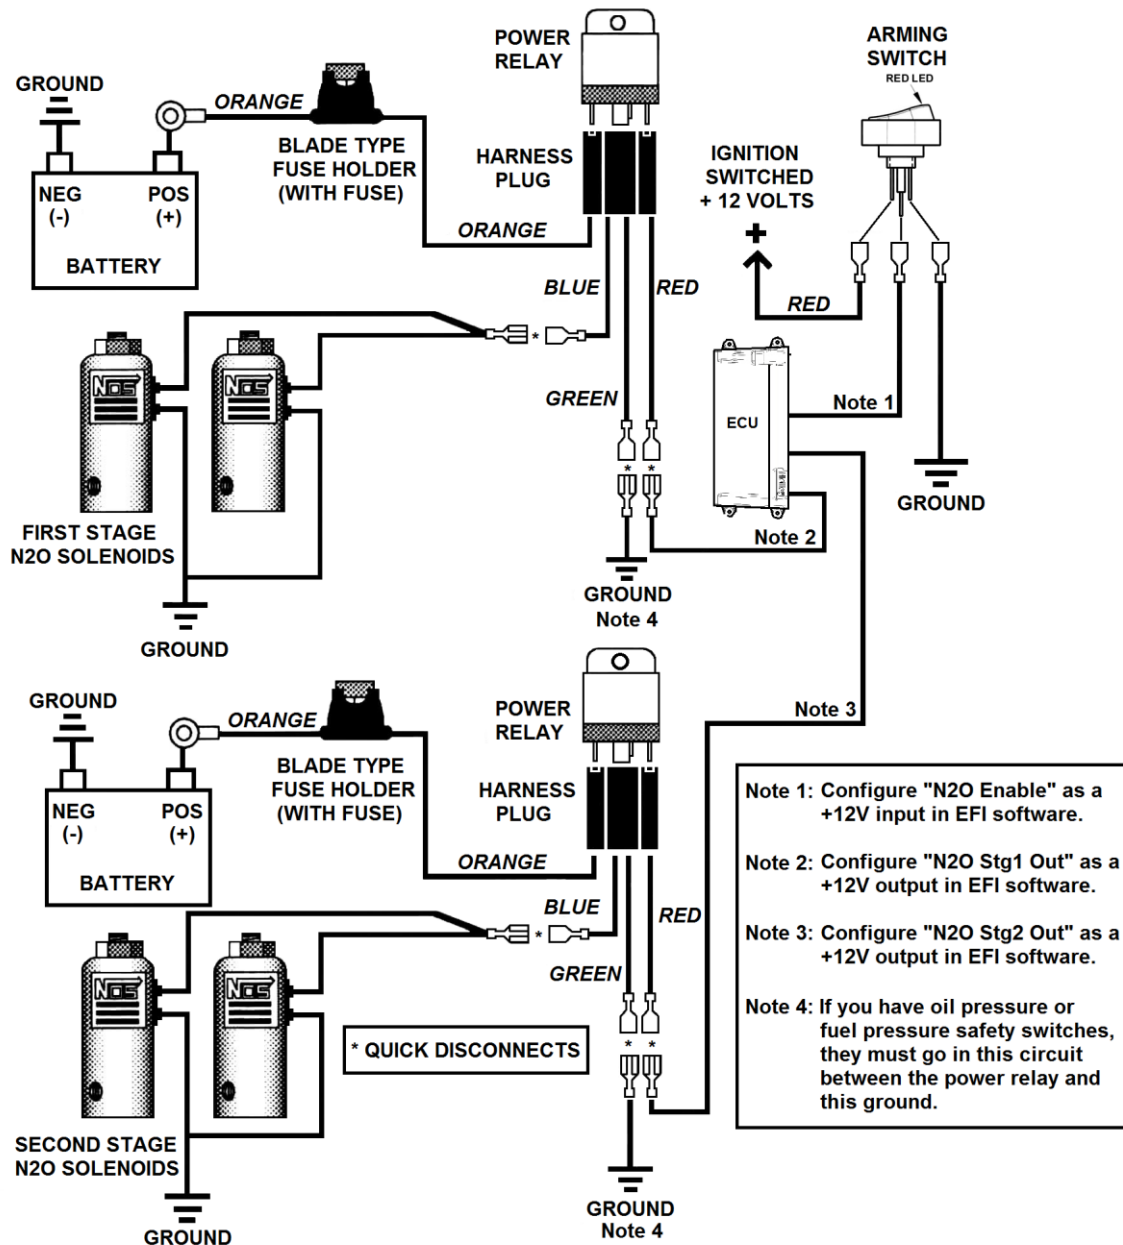 POWER
RELAY
ARMING
SWITCH
RED LED
GROUND
ORANGE
NEG
(-)
POS
(+)
BATTERY
BLADE TYPE
FUSE HOLDER
(WITH FUSE)
HARNESS
PLUG
IGNITION
SWITCHED
+ 12 VOLTS
+
ORANGE
BLUE
RED
RED
*
NOS
NOS
GREEN
Note 1
ECU
* *
GROUND
FIRST STAGE
N2O SOLENOIDS
Note 2
GROUND
Note 4
GROUND
GROUND
ORANGE
POWER
RELAY
Note 3
NEG
(-)
POS
(+)
BATTERY
BLADE TYPE
FUSE HOLDER
(WITH FUSE)
HARNESS
PLUG
ORANGE
BLUE
RED
*
NOS
NOS
GREEN
* *
* QUICK DISCONNECTS
SECOND STAGE
N2O SOLENOIDS
GROUND
GROUND
Note 4
Note 1: Configure "N2O Enable" as a
+12V input in EFI software.
Note 2: Configure "N2O Stg1 Out" as a
+12V output in EFI software.
Note 3: Configure "N2O Stg2 Out" as a
+12V output in EFI software.
Note 4: If you have oil pressure or
fuel pressure safety switches,
they must go in this circuit
between the power relay and
this ground.